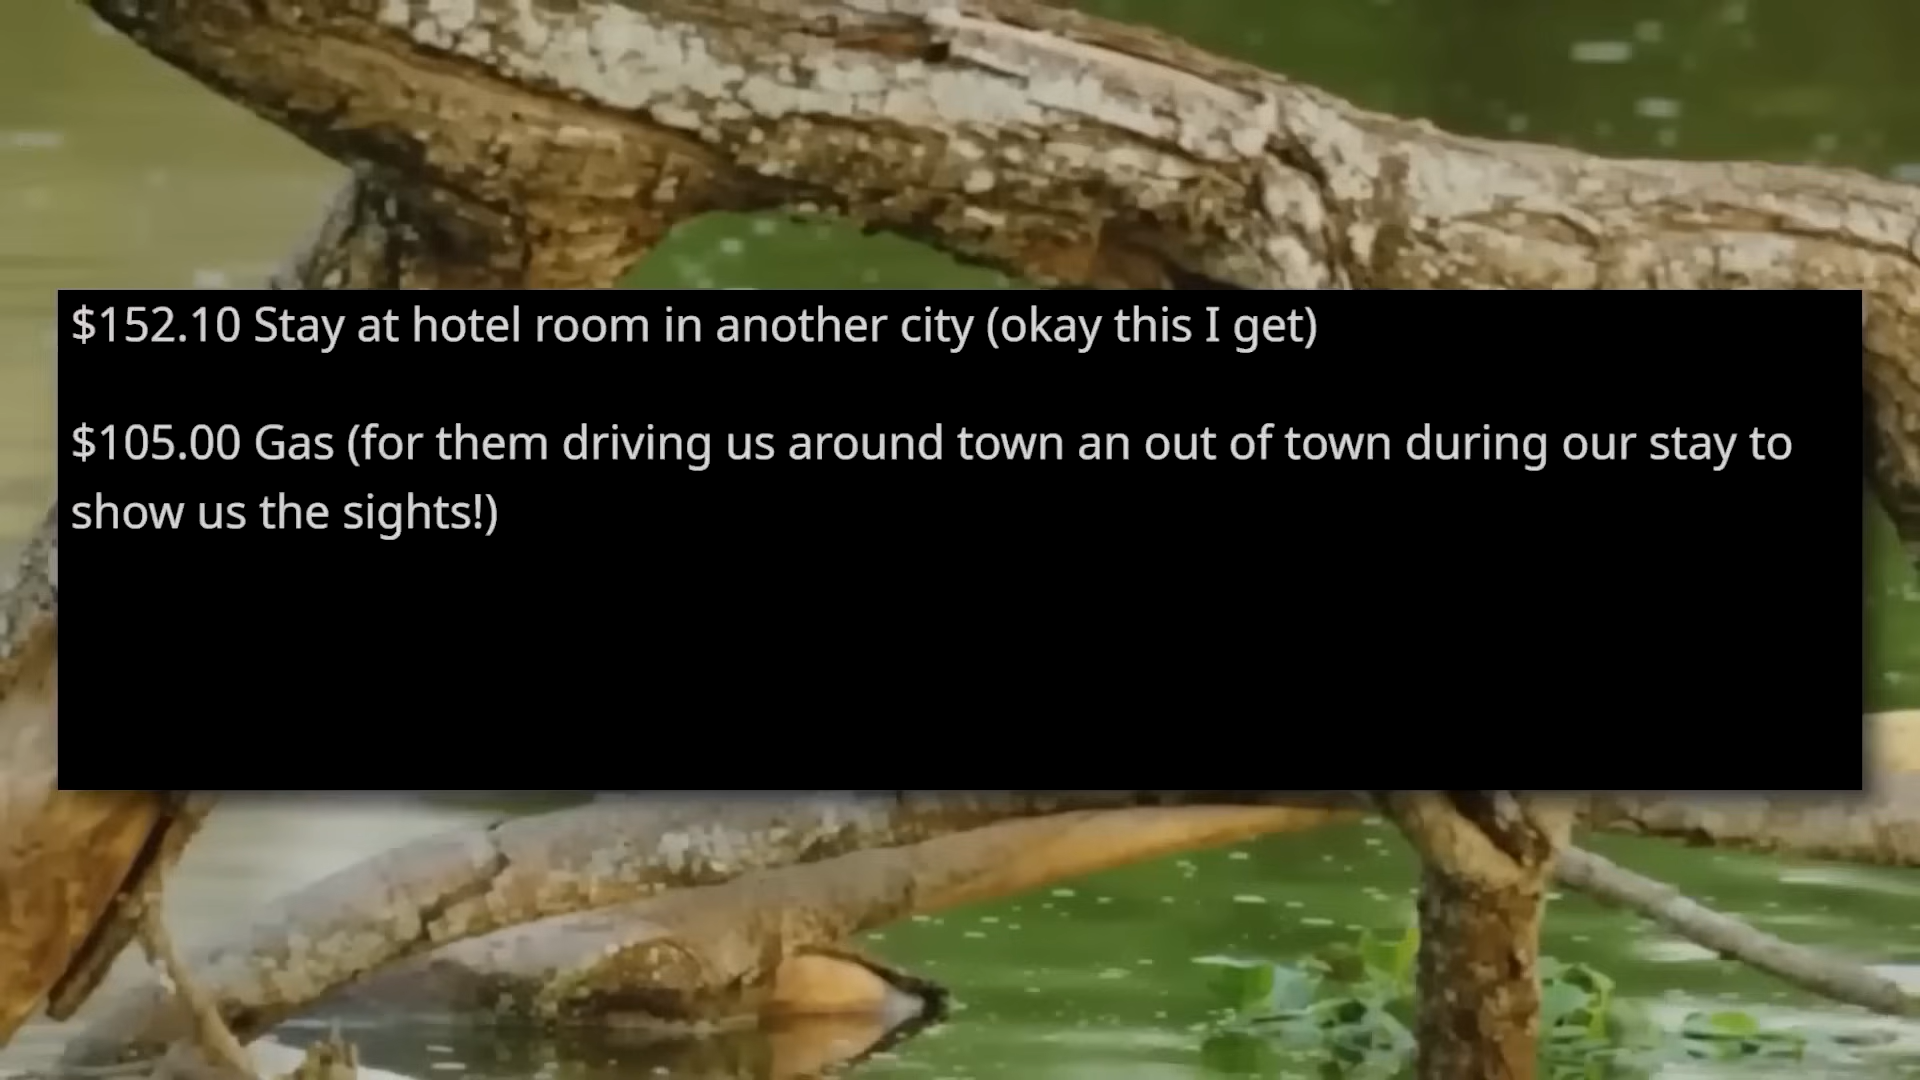 $152.10 Stay at hotel room in another city (okay this I get)
$105.00 Gas (for them driving us around town an out of town during our stay to
show us the sights!)